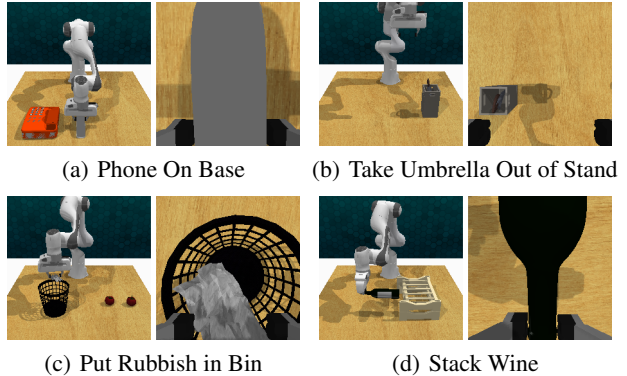 (a) Phone On Base
(b) Take Umbrella Out of Stand
(c) Put Rubbish in Bin
(d) Stack Wine